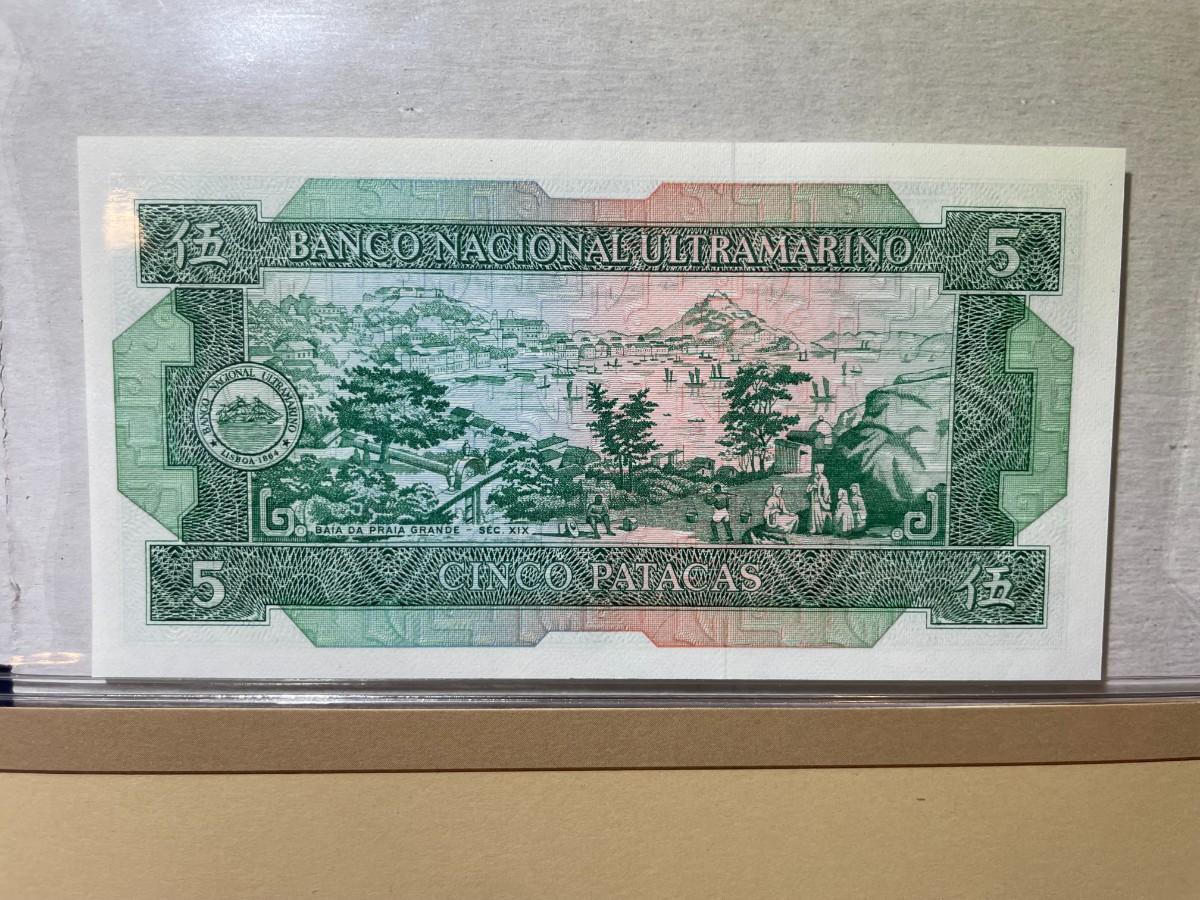 伍 BANCO NACIONAL ULTRAMARINO 5
BANCO NACIONAL ULTRAMARINO
LISBOA-1864
BAÍA DA PRAIA GRANDE - SÉC. XIX
5 CINCO PATACAS 伍